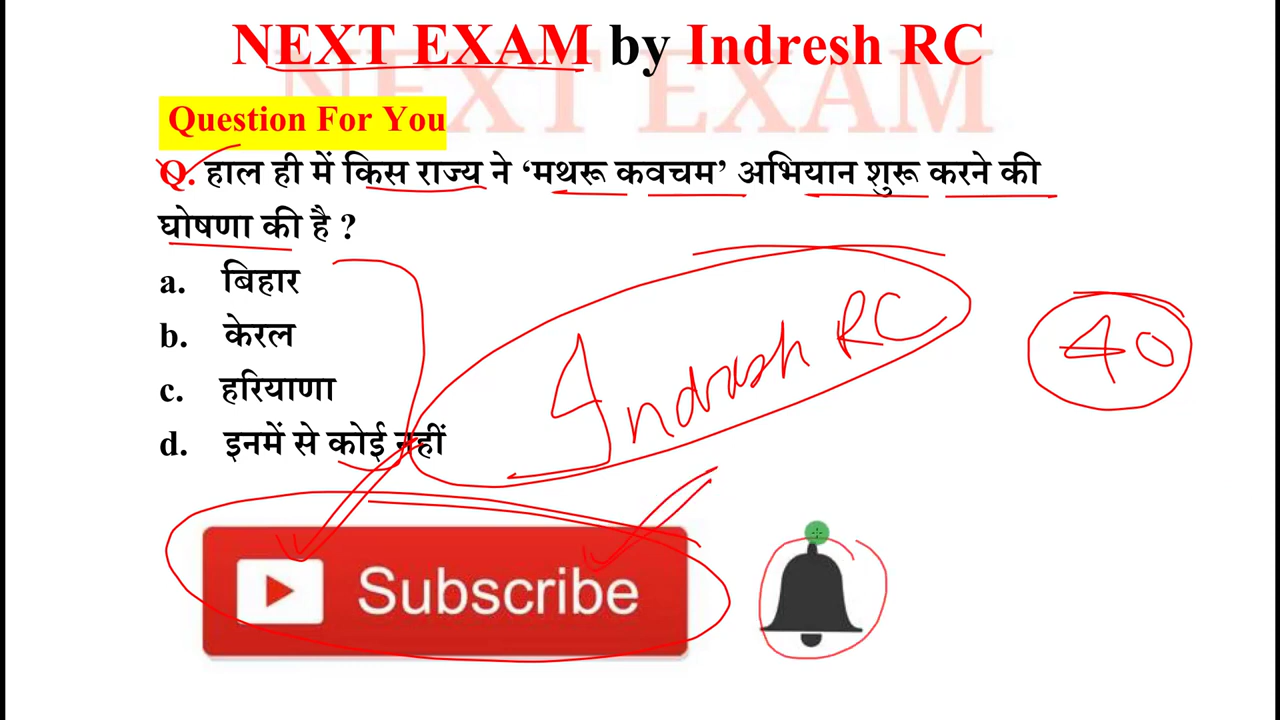 NEXT EXAM by Indresh RC
NEXT EXAM
Question For You
Q. हाल ही में किस राज्य ने ‘मथरू कवचम’ अभियान शुरू करने की
घोषणा की है ?
a. बिहार
b. केरल
c. हरियाणा
d. इनमें से कोई नहीं
Indresh RC
40
Subscribe